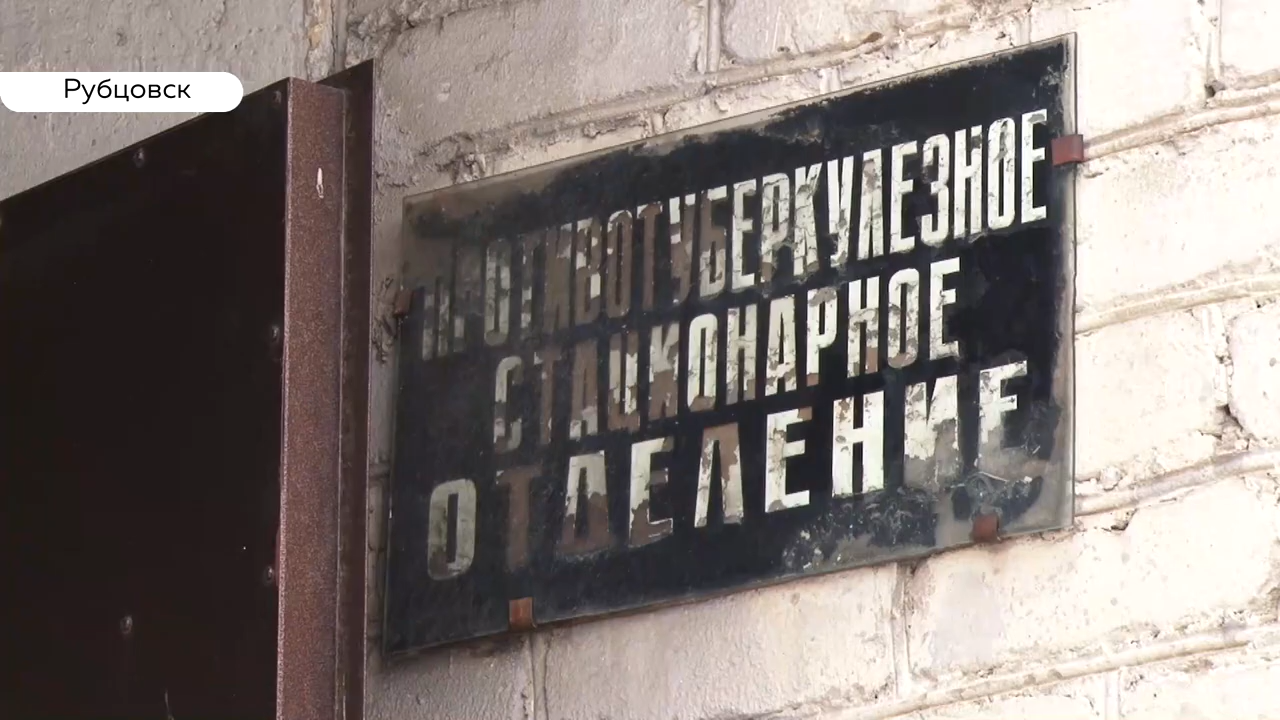 Рубцовск
ПРОТИВОТУБЕРКУЛЕЗНОЕ
СТАЦИОНАРНОЕ
ОТДЕЛЕНИЕ